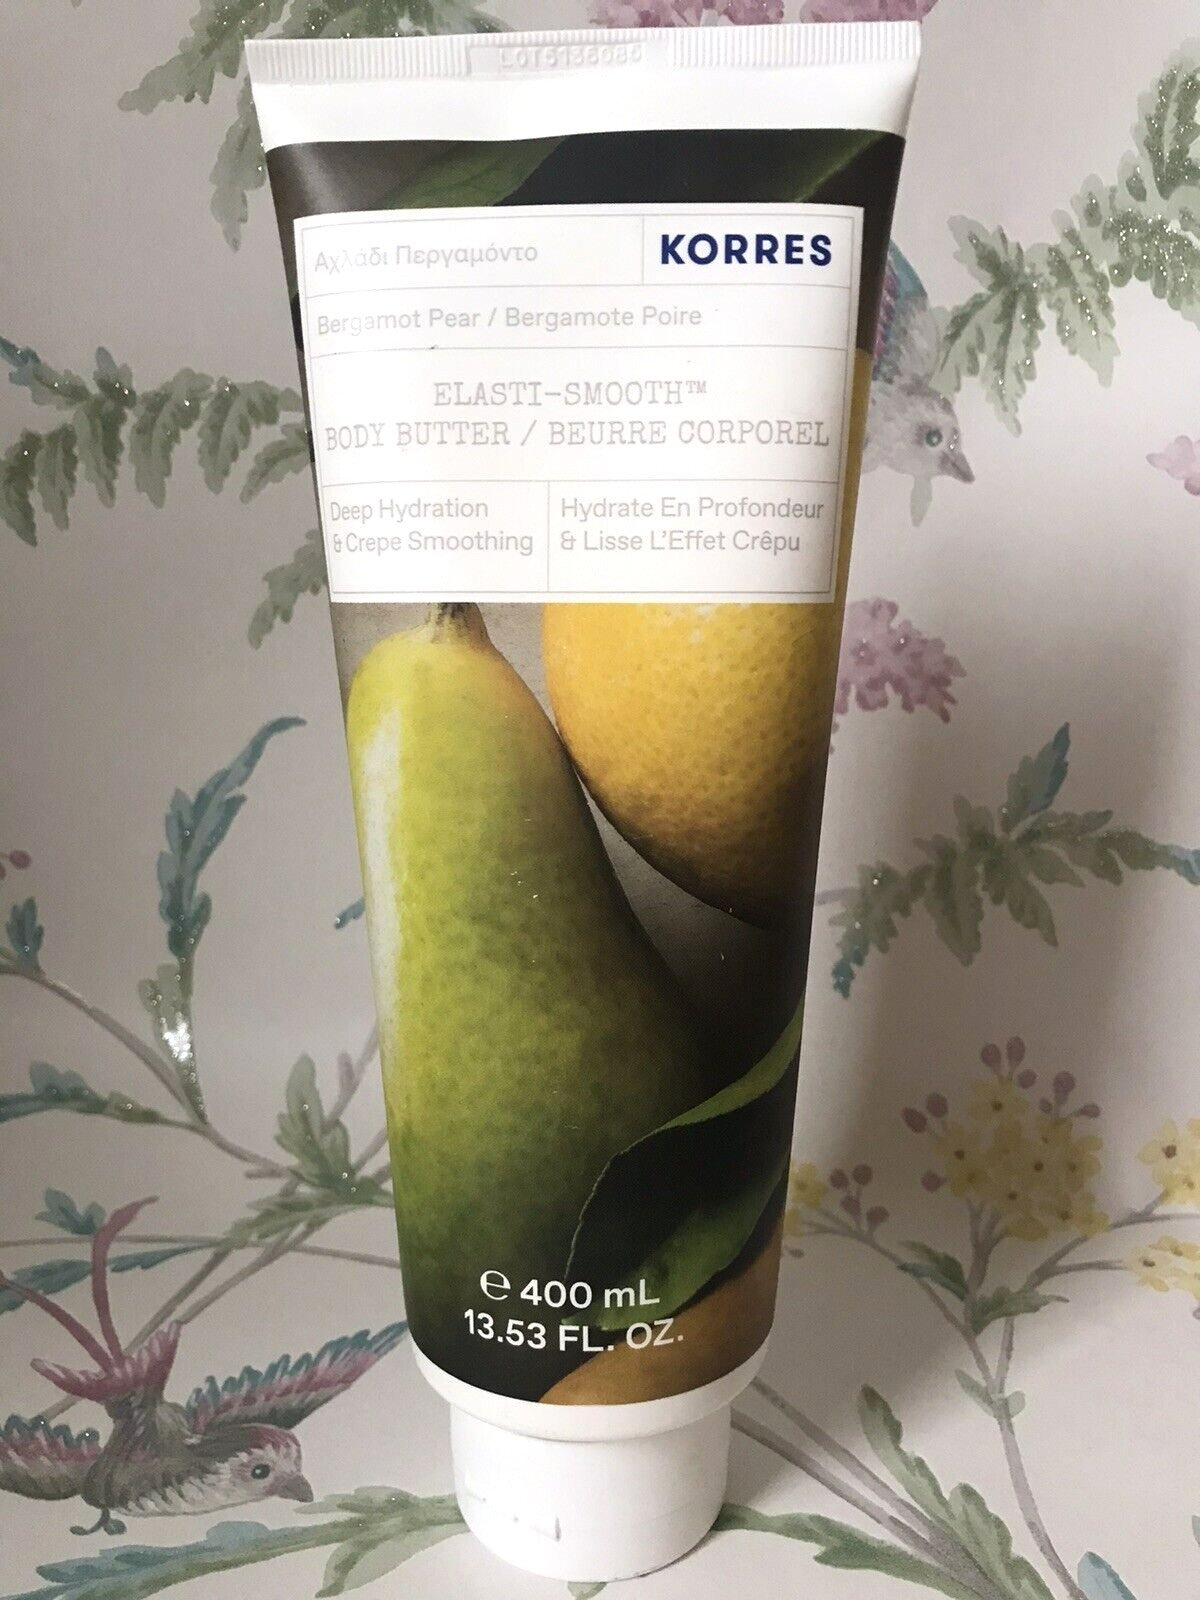 Αχλάδι Περγαμόντο
KORRES
Bergamot Pear / Bergamote Poire
ELASTI-SMOOTH™
BODY BUTTER / BEURRE CORPOREL
Deep Hydration
& Crepe Smoothing
Hydrate En Profondeur
& Lisse L'Effet Crêpu
℮ 400 mL
13.53 FL. OZ.